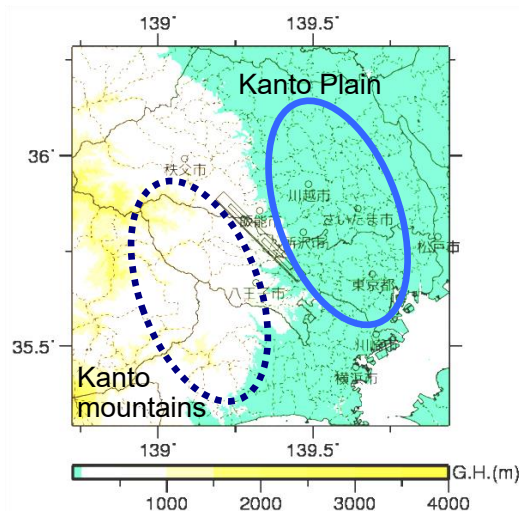 139° 139.5°
Kanto Plain
36°
秩父市
川越市
飯能市
さいたま市
所沢市
松戸市
八王子市
東京都
35.5°
川崎市
横浜市
Kanto
mountains
139° 139.5°
G.H.(m)
1000 2000 3000 4000